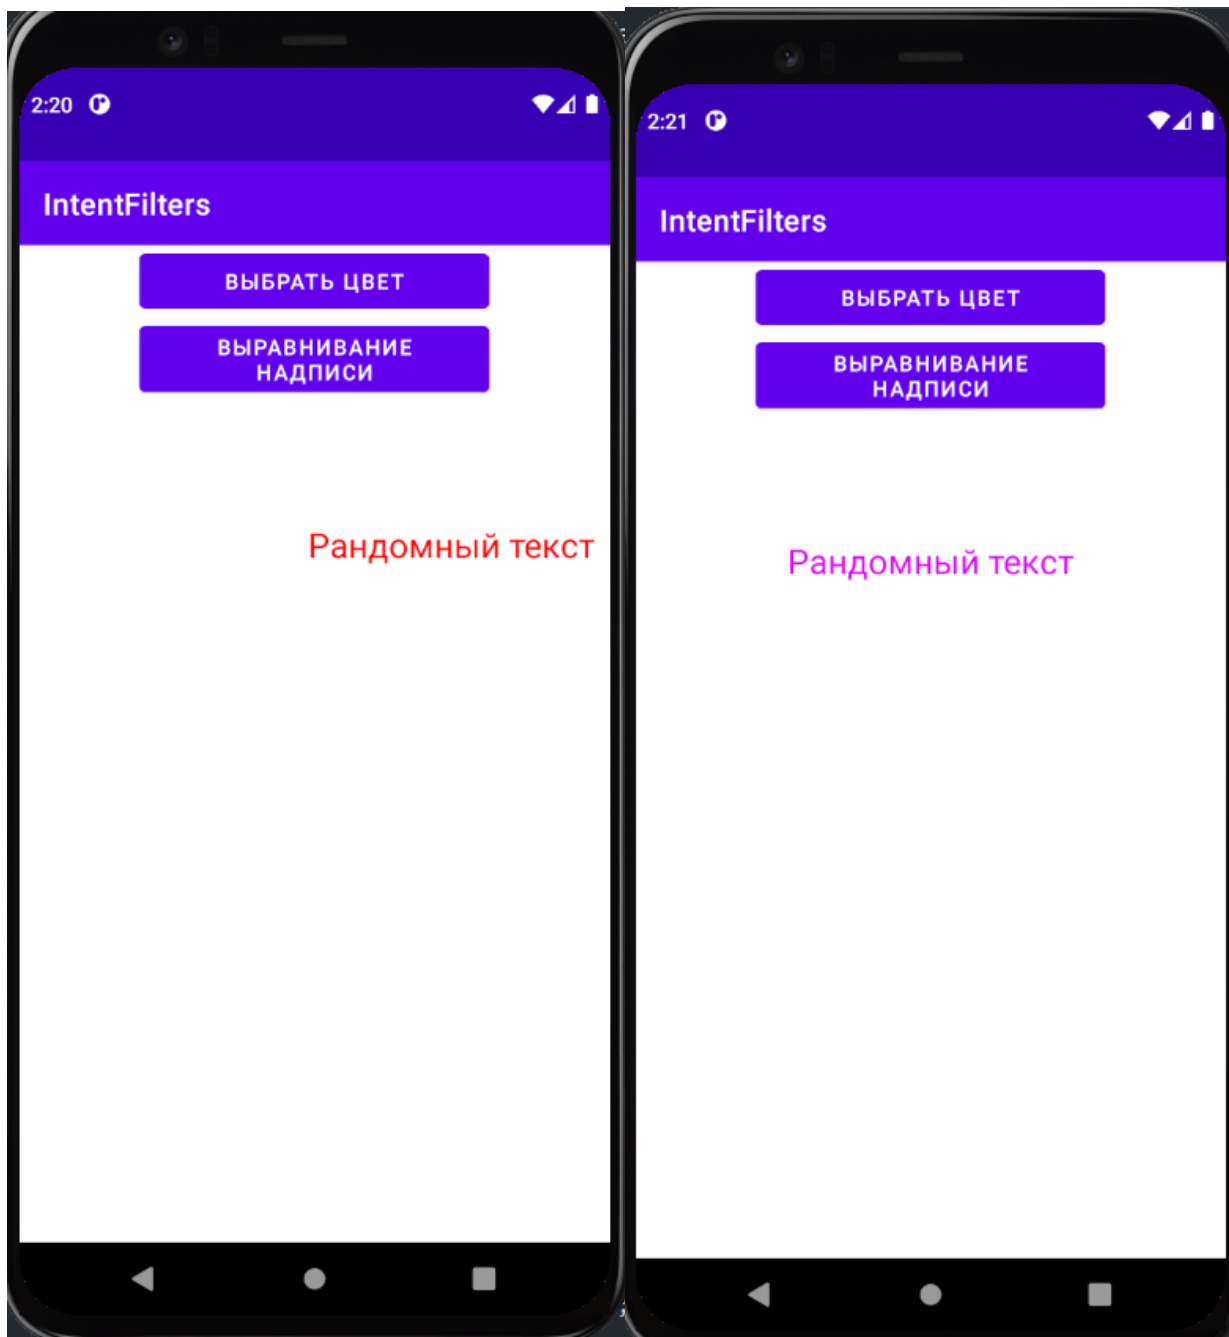 2:20
IntentFilters
ВЫБРАТЬ ЦВЕТ
ВЫРАВНИВАНИЕ
НАДПИСИ
Рандомный текст
2:21
IntentFilters
ВЫБРАТЬ ЦВЕТ
ВЫРАВНИВАНИЕ
НАДПИСИ
Рандомный текст